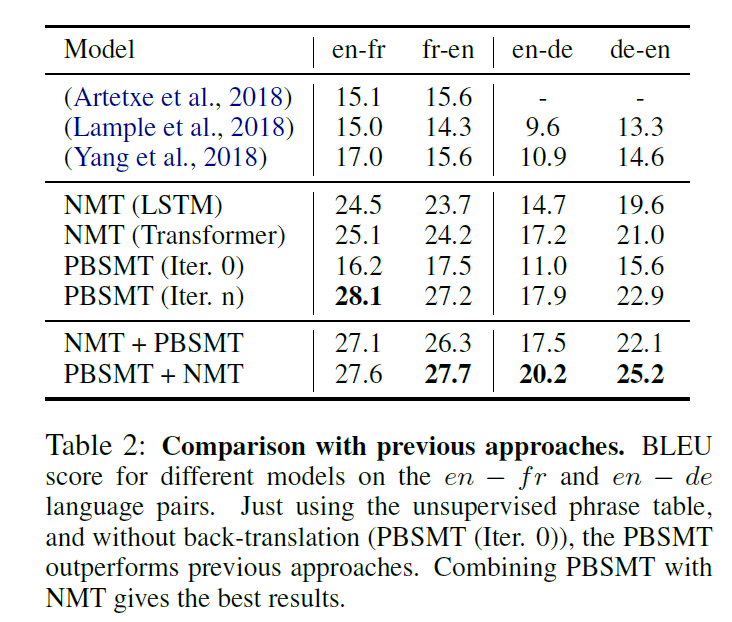 Model en-fr fr-en en-de de-en
(Artetxe et al., 2018) 15.1 15.6 - -
(Lample et al., 2018) 15.0 14.3 9.6 13.3
(Yang et al., 2018) 17.0 15.6 10.9 14.6
NMT (LSTM) 24.5 23.7 14.7 19.6
NMT (Transformer) 25.1 24.2 17.2 21.0
PBSMT (Iter. 0) 16.2 17.5 11.0 15.6
PBSMT (Iter. n) 28.1 27.2 17.9 22.9
NMT + PBSMT 27.1 26.3 17.5 22.1
PBSMT + NMT 27.6 27.7 20.2 25.2
Table 2: Comparison with previous approaches. BLEU
score for different models on the en − fr and en − de
language pairs. Just using the unsupervised phrase table,
and without back-translation (PBSMT (Iter. 0)), the PBSMT
outperforms previous approaches. Combining PBSMT with
NMT gives the best results.